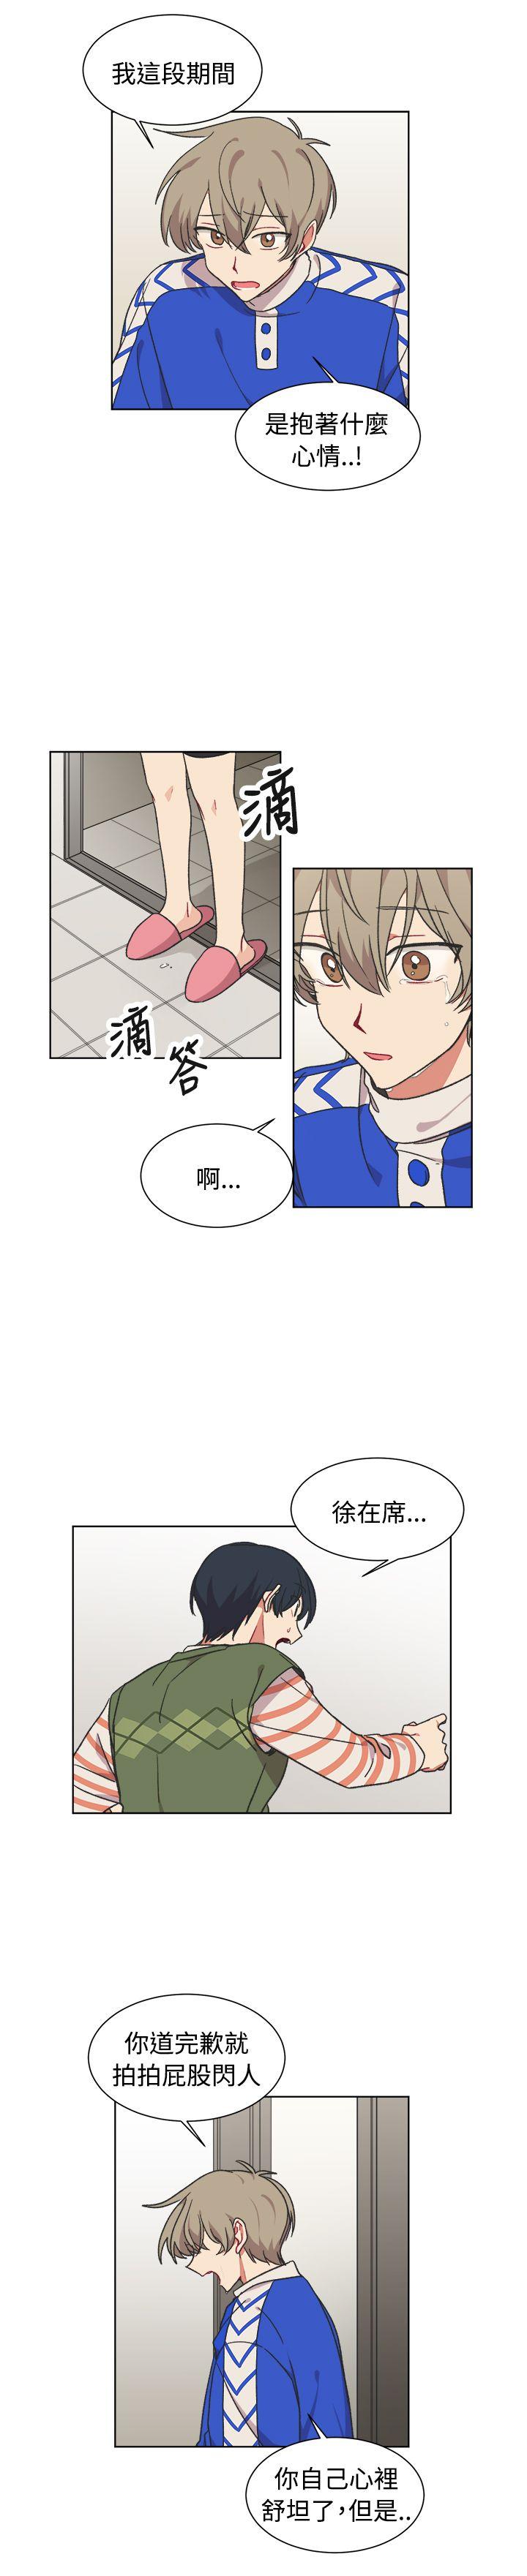 我這段期間
是抱著什麼
心情..!
滴
滴
答
啊...
徐在席...
你道完歉就
拍拍屁股閃人
你自己心裡
舒坦了，但是..